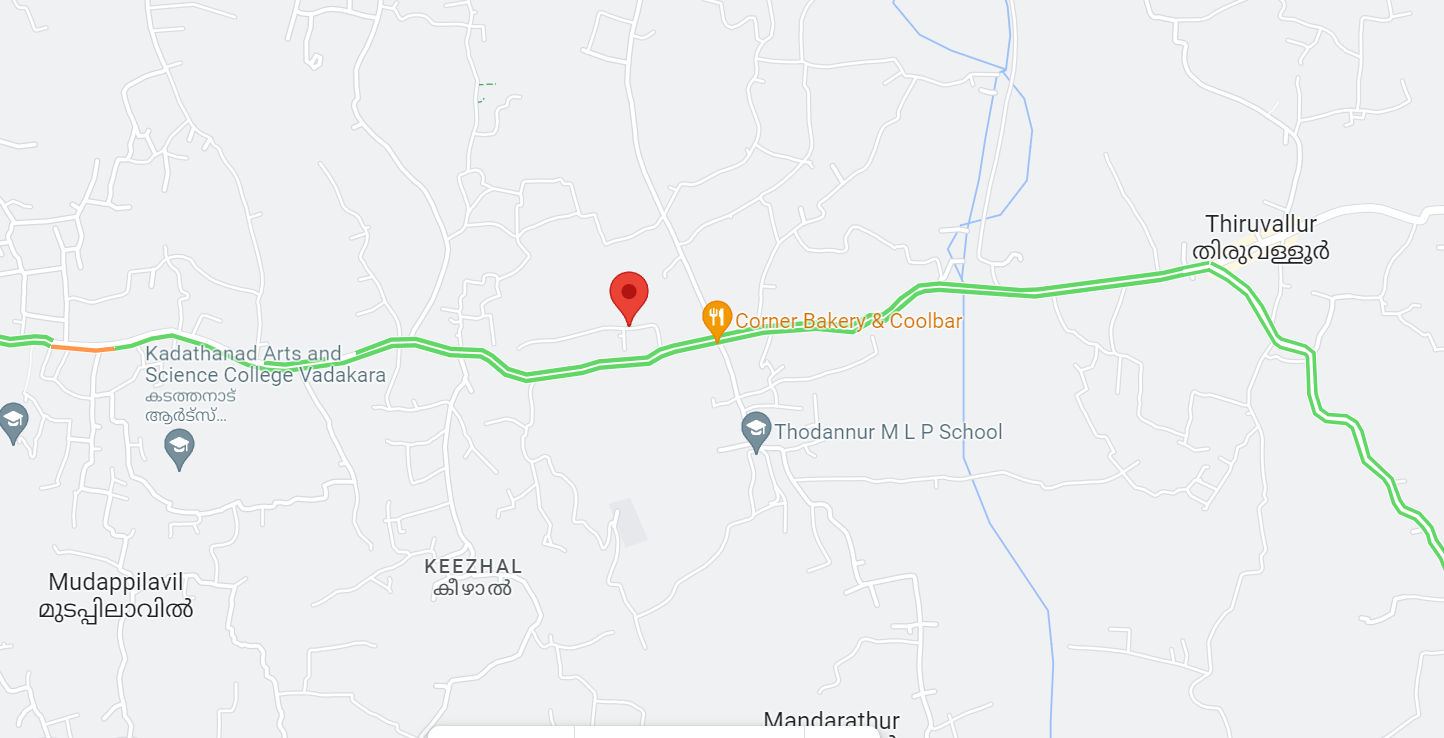 Thiruvallur
തിരുവള്ളൂർ
Corner Bakery & Coolbar
Kadathanad Arts and
Science College Vadakara
കടത്തനാട്
ആർട്സ്...
Thodannur M L P School
KEEZHAL
കീഴാൽ
Mudappilavil
മുടപ്പിലാവിൽ
Mandarathur